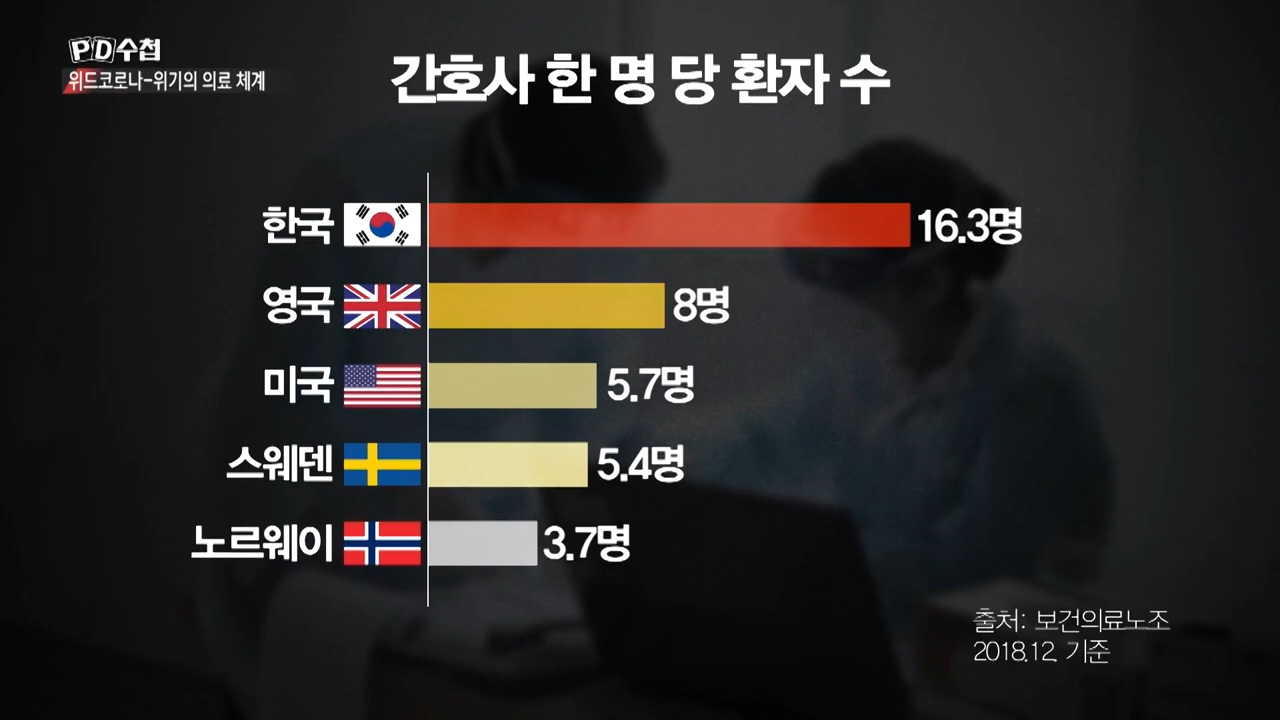 PD수첩
위드코로나-위기의 의료 체계
간호사 한 명 당 환자 수
한국 16.3명
영국 8명
미국 5.7명
스웨덴 5.4명
노르웨이 3.7명
출처: 보건의료노조
2018.12. 기준